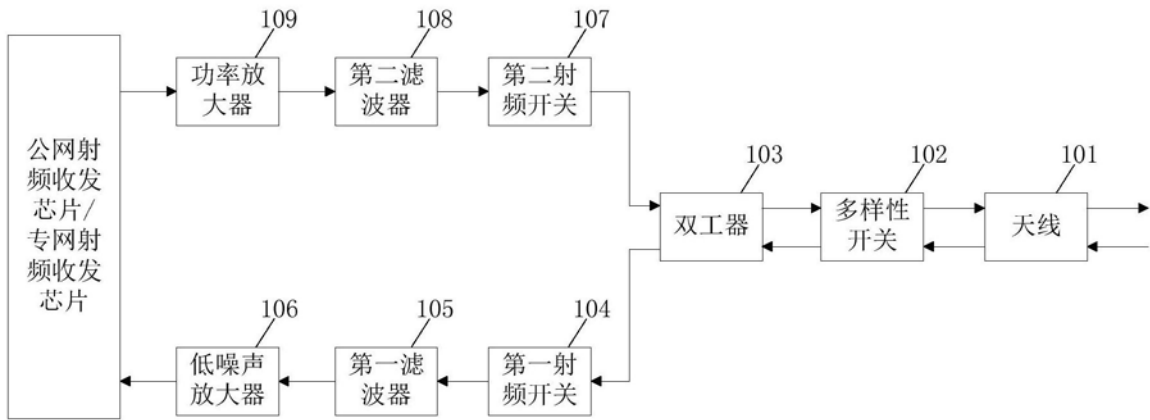 109
108
107
功率放
大器
第二滤
波器
第二射
频开关
公网射
频收发
芯片/
专网射
频收发
芯片
103
102
101
双工器
多样性
开关
天线
106
105
104
低噪声
放大器
第一滤
波器
第一射
频开关